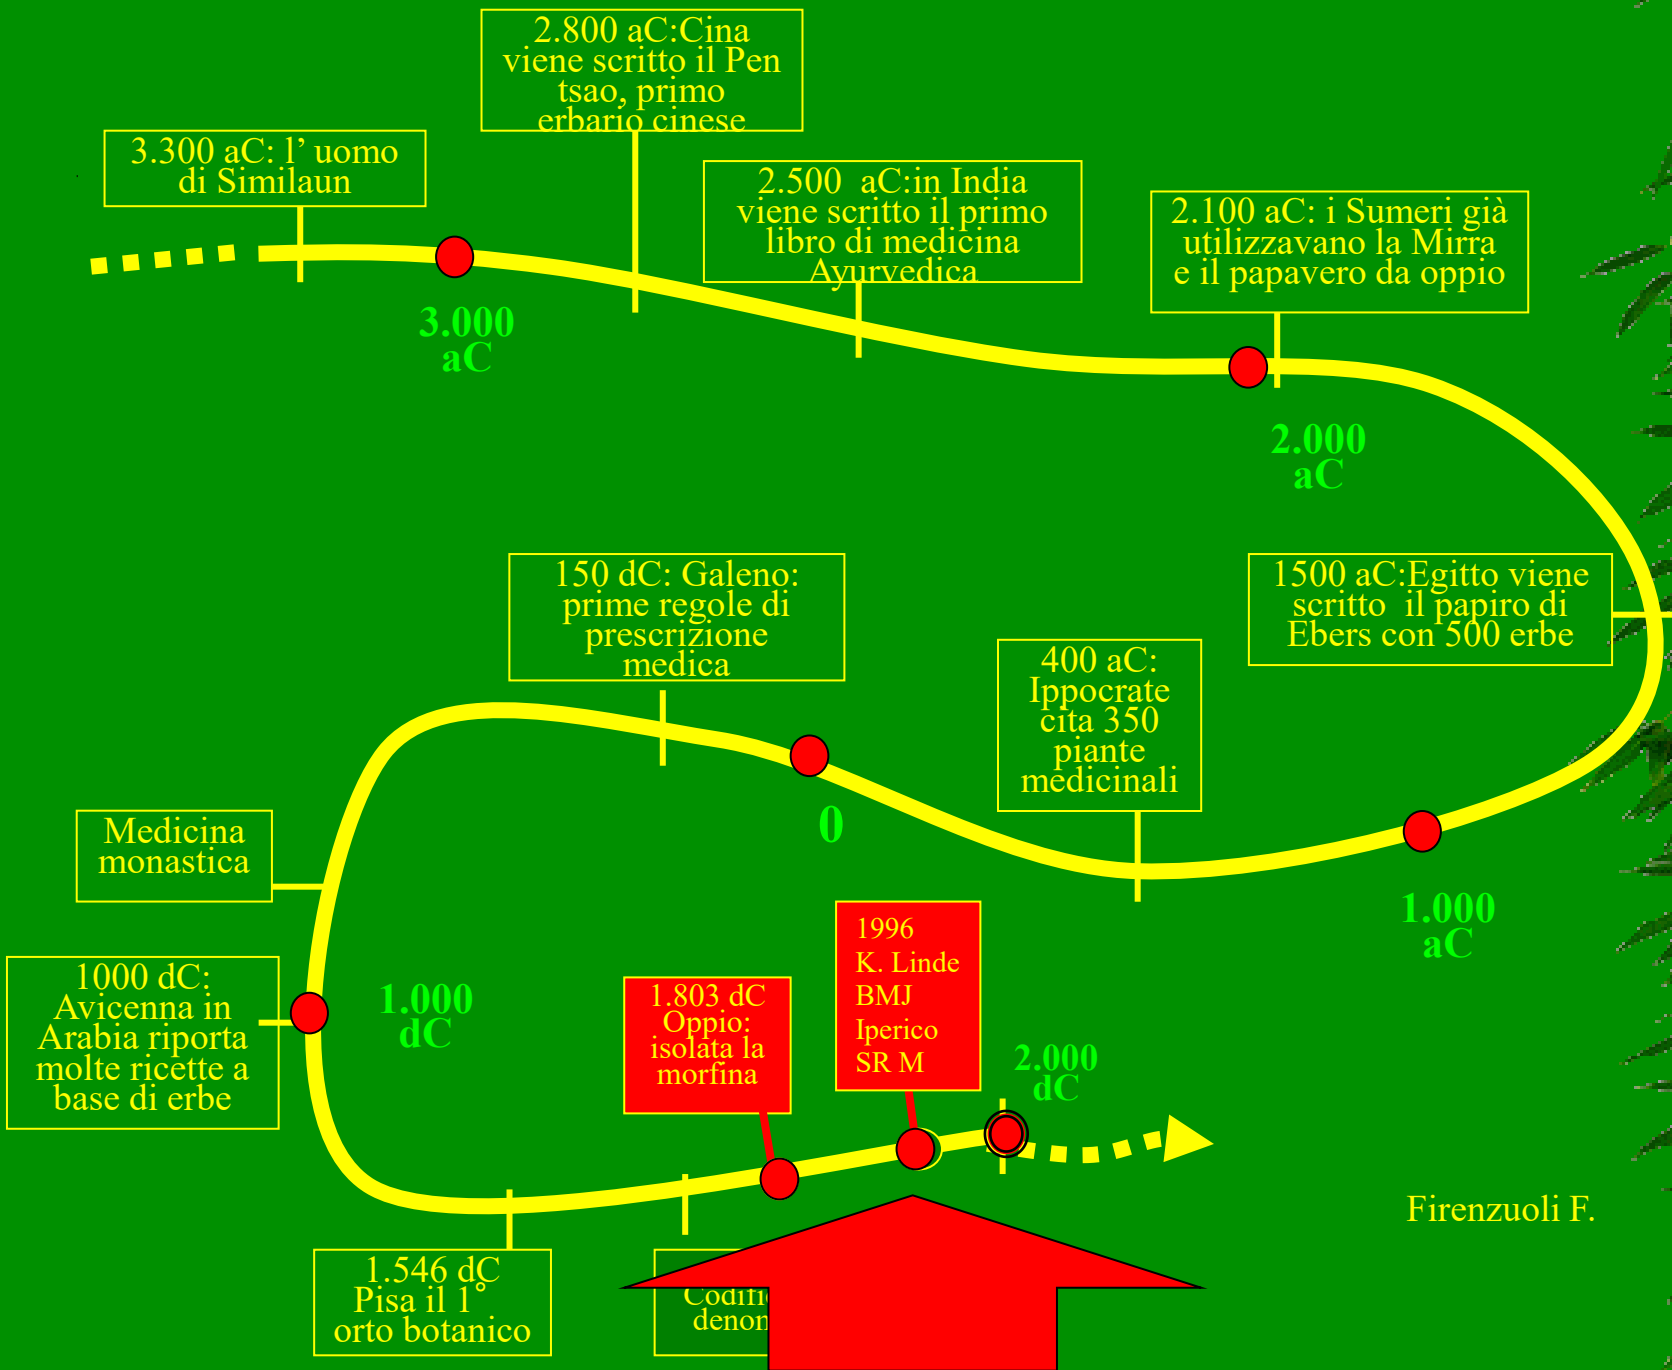 2.800 aC:Cina
viene scritto il Pen
tsao, primo
erbario cinese
3.300 aC: l’ uomo
di Similaun
2.500  aC:in India
viene scritto il primo
libro di medicina
Ayurvedica
2.100 aC: i Sumeri già
utilizzavano la Mirra
e il papavero da oppio
3.000
aC
2.000
aC
1500 aC:Egitto viene
scritto  il papiro di
Ebers con 500 erbe
150 dC: Galeno:
prime regole di
prescrizione
medica
400 aC:
Ippocrate
cita 350
piante
medicinali
0
1.000
aC
Medicina
monastica
1000 dC:
Avicenna in
Arabia riporta
molte ricette a
base di erbe
1.000
dC
1.803 dC
Oppio:
isolata la
morfina
1996
K. Linde
BMJ
Iperico
SR M
2.000
dC
Firenzuoli F.
1.546 dC
Pisa il 1°
orto botanico